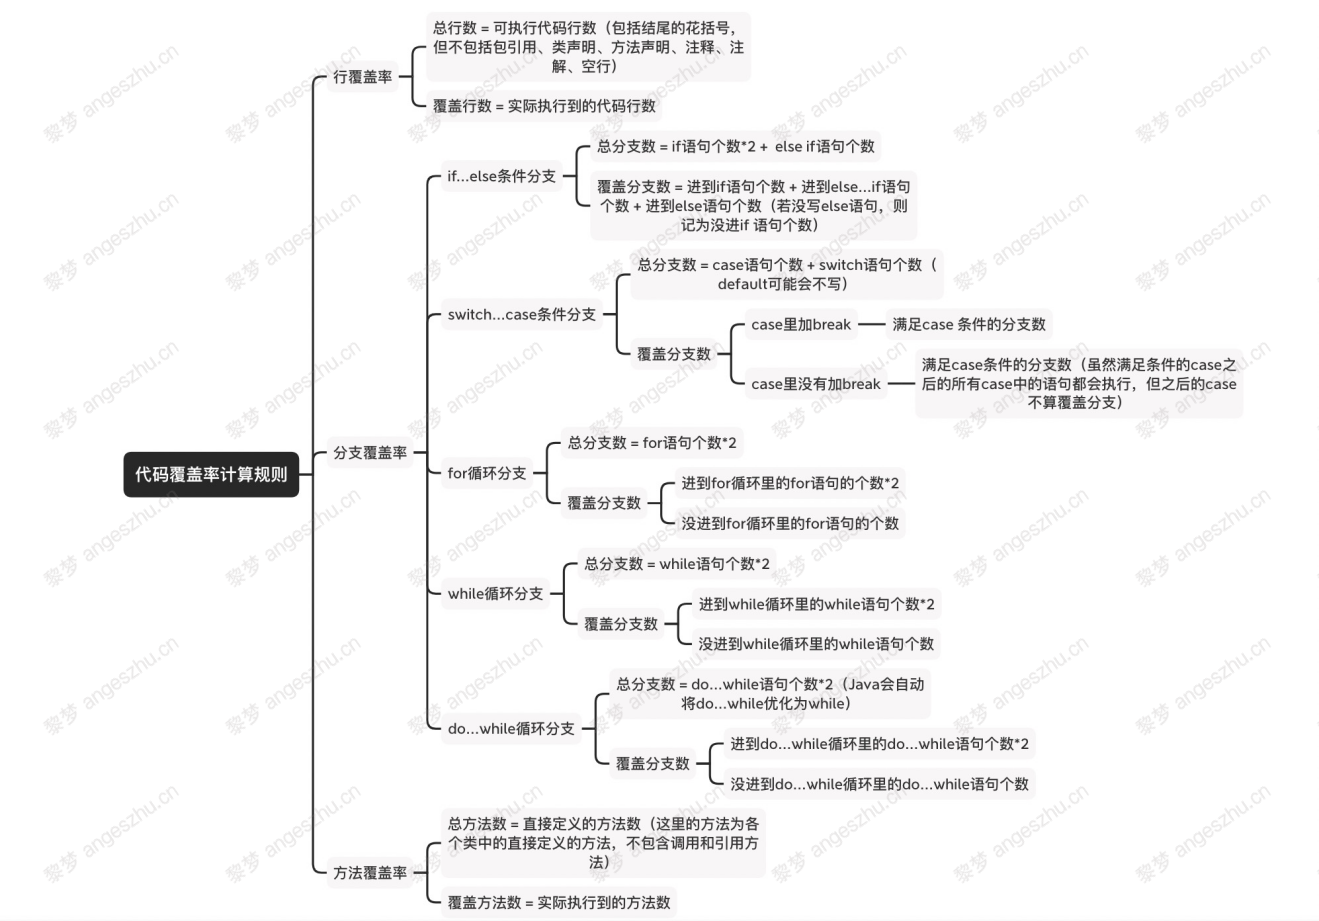 总行数 = 可执行代码行数（包括结尾的花括号，
但不包括包引用、类声明、方法声明、注释、注
解、空行）
行覆盖率
覆盖行数 = 实际执行到的代码行数
总分支数 = if语句个数*2 + else if语句个数
if...else条件分支
覆盖分支数 = 进到if语句个数 + 进到else...if语句
个数 + 进到else语句个数（若没写else语句，则
记为没进if 语句个数）
总分支数 = case语句个数 + switch语句个数（
default可能会不写）
switch...case条件分支
case里加break
满足case 条件的分支数
覆盖分支数
满足case条件的分支数（虽然满足条件的case之
后的所有case中的语句都会执行，但之后的case
不算覆盖分支）
case里没有加break
分支覆盖率
总分支数 = for语句个数*2
for循环分支
进到for循环里的for语句的个数*2
覆盖分支数
没进到for循环里的for语句的个数
代码覆盖率计算规则
总分支数 = while语句个数*2
while循环分支
进到while循环里的while语句个数*2
覆盖分支数
没进到while循环里的while语句个数
总分支数 = do...while语句个数*2（Java会自动
将do...while优化为while）
do...while循环分支
进到do...while循环里的do...while语句个数*2
覆盖分支数
没进到do...while循环里的do...while语句个数
总方法数 = 直接定义的方法数（这里的方法为各
个类中的直接定义的方法，不包含调用和引用方
法）
方法覆盖率
覆盖方法数 = 实际执行到的方法数
黎梦 angeszhu.cn